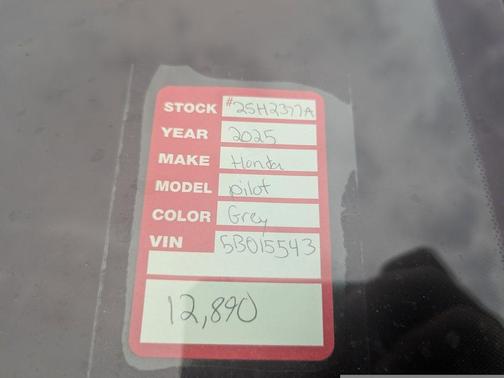 STOCK #25H2377A
YEAR 2025
MAKE Honda
MODEL pilot
COLOR Grey
VIN 5B015543
12,890